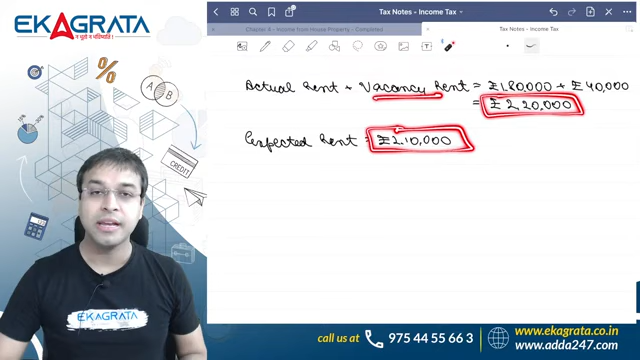 EKAGRATA
Tax Notes - Income Tax
Chapter 4 - Income from House Property - Completed
Tax Notes - Income Tax
Actual Rent + Vacancy Rent = ₹1,80,000 + ₹40,000
= ₹2,20,000
Expected Rent = ₹2,10,000
%
A
B
15%
CREDIT
EKAGRATA
call us at
975 44 55 66 3
www.ekagrata.co.in
www.adda247.com